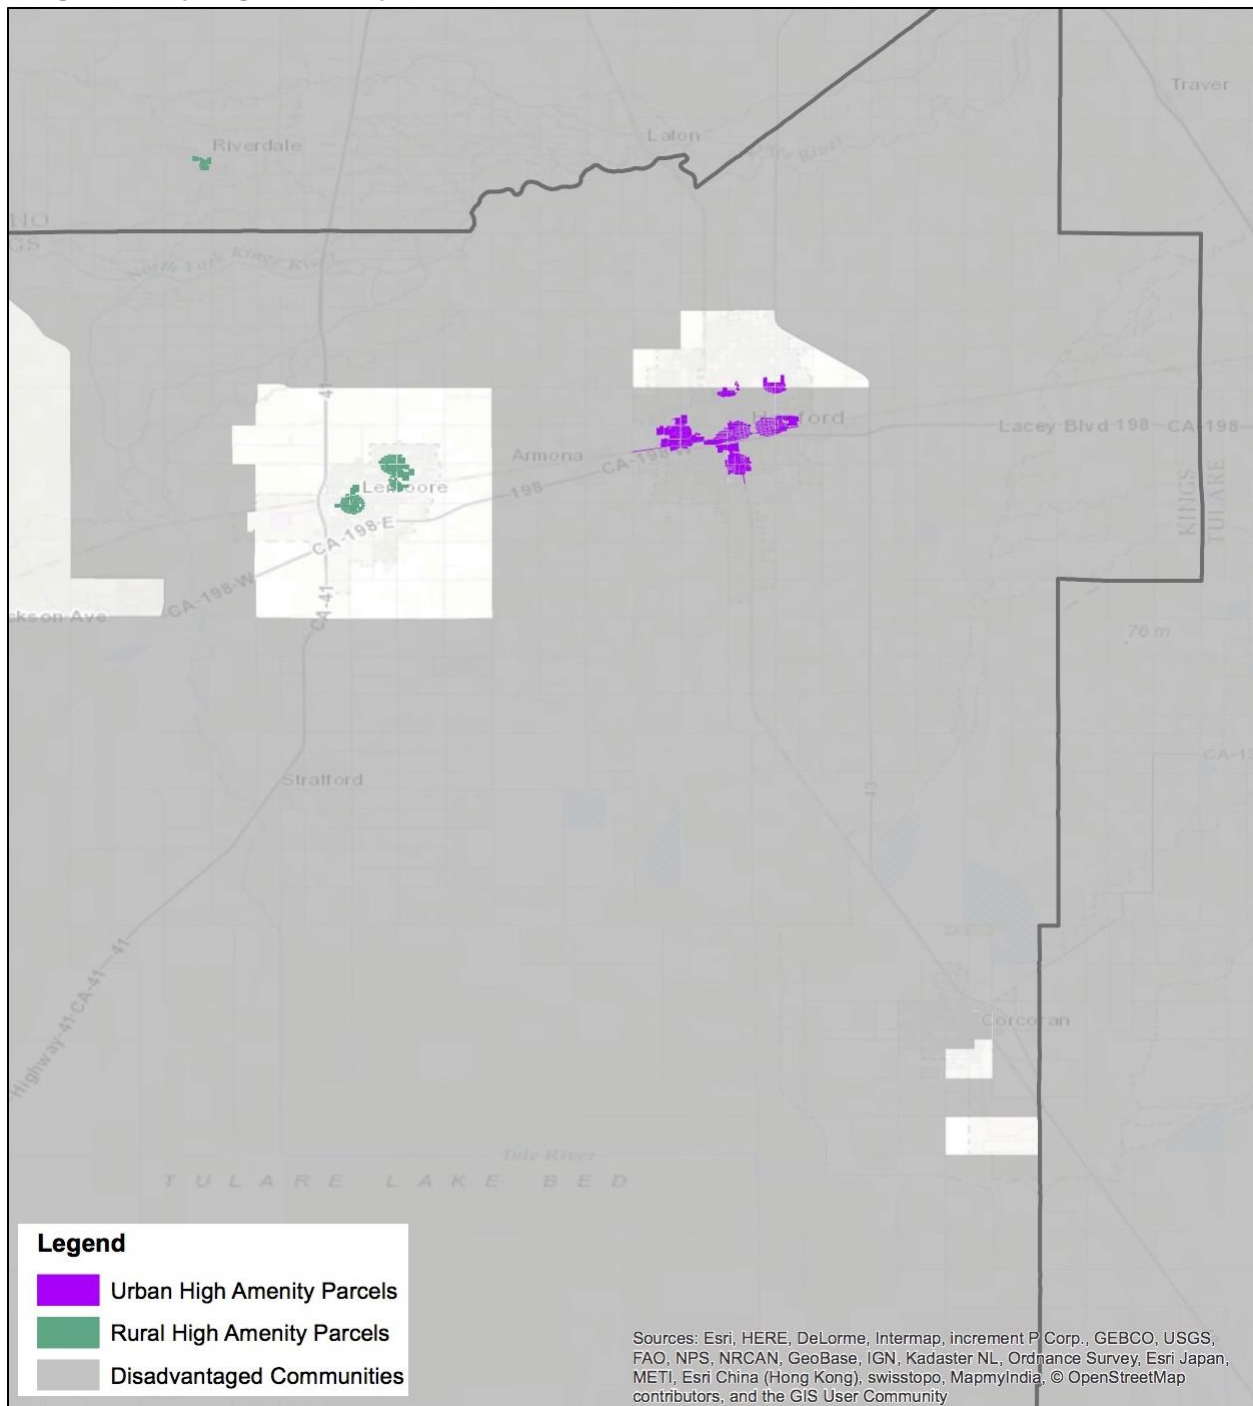 Traver
Laton
Riverdale
NO
GS
North Fork Kings River
41
Hanford
Lacey Blvd 198
CA-198
Armona
CA-198 W
Lemoore
198
KINGS
TULARE
CA-198-E
CA-198-W
CA-41
ckson Ave
76 m
CA-13
Stratford
43
41
CA-41
Highway-41
Corcoran
Tule River
TULARE LAKE BED
Legend
Urban High Amenity Parcels
Rural High Amenity Parcels
Disadvantaged Communities
Sources: Esri, HERE, DeLorme, Intermap, increment P Corp., GEBCO, USGS,
FAO, NPS, NRCAN, GeoBase, IGN, Kadaster NL, Ordnance Survey, Esri Japan,
METI, Esri China (Hong Kong), swisstopo, MapmyIndia, © OpenStreetMap
contributors, and the GIS User Community